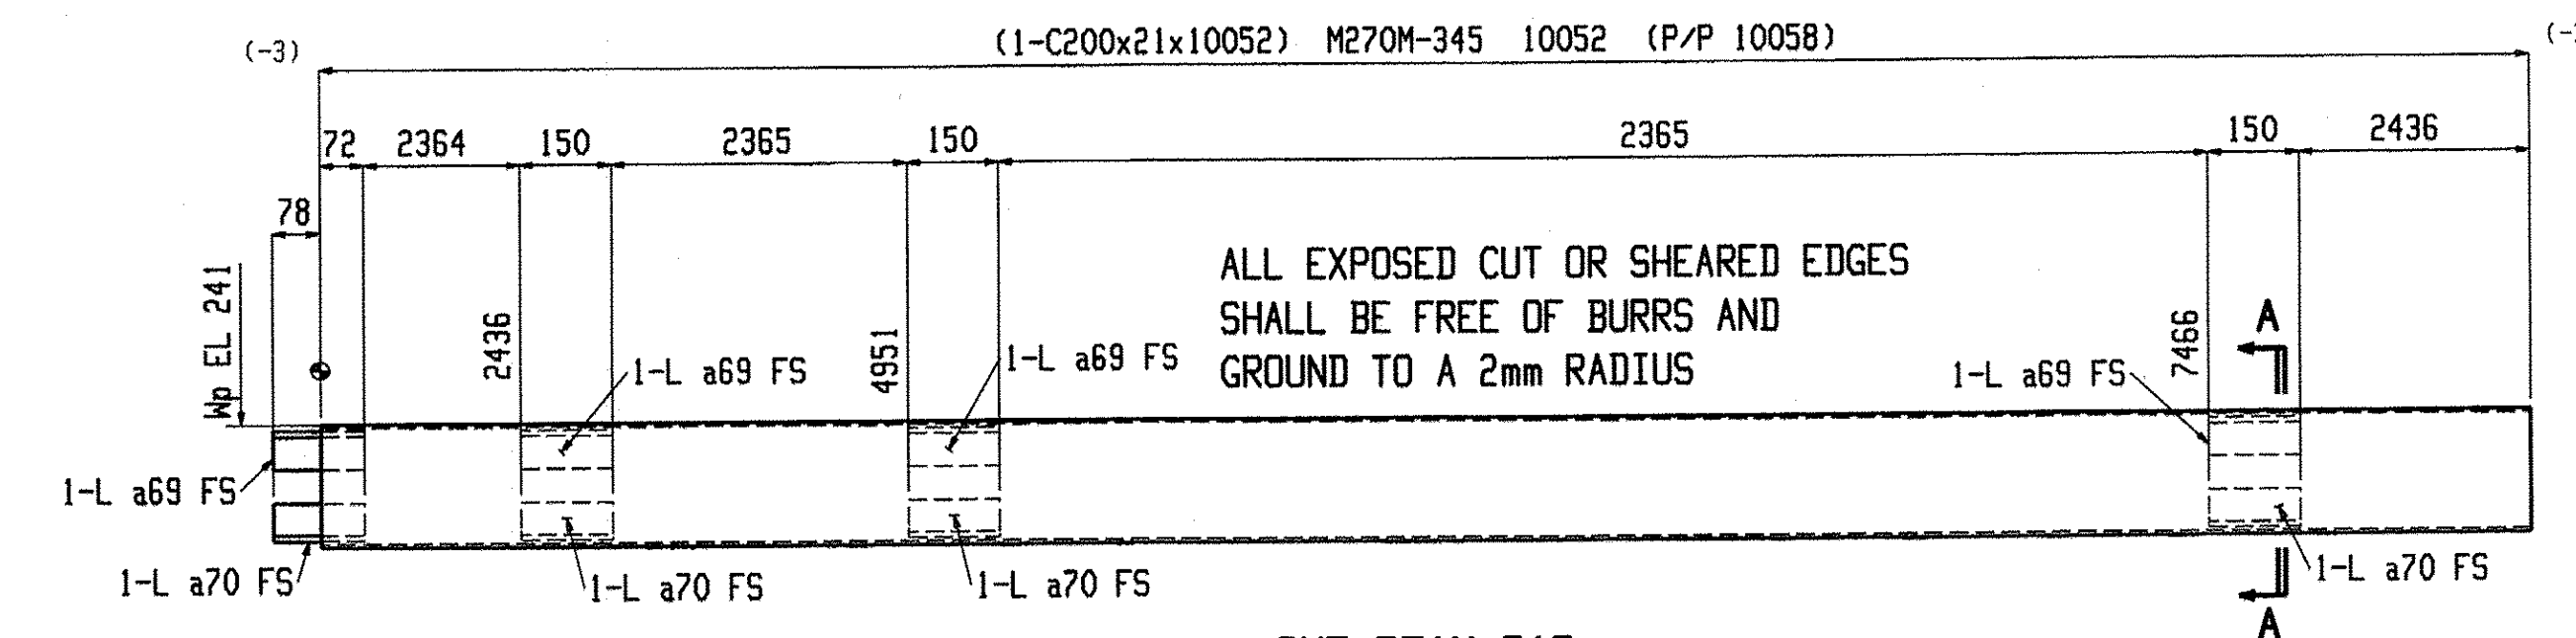 (-3) (1-C200x21x10052) M270M-345 10052 (P/P 10058)
72 2364 150 2365 150 2365 150 2436
78
Wp EL 241
2436
4951
7466
ALL EXPOSED CUT OR SHEARED EDGES
SHALL BE FREE OF BURRS AND
GROUND TO A 2mm RADIUS
A
1-L a69 FS
1-L a69 FS
1-L a69 FS
1-L a69 FS
1-L a70 FS
1-L a70 FS
1-L a70 FS
1-L a70 FS
A